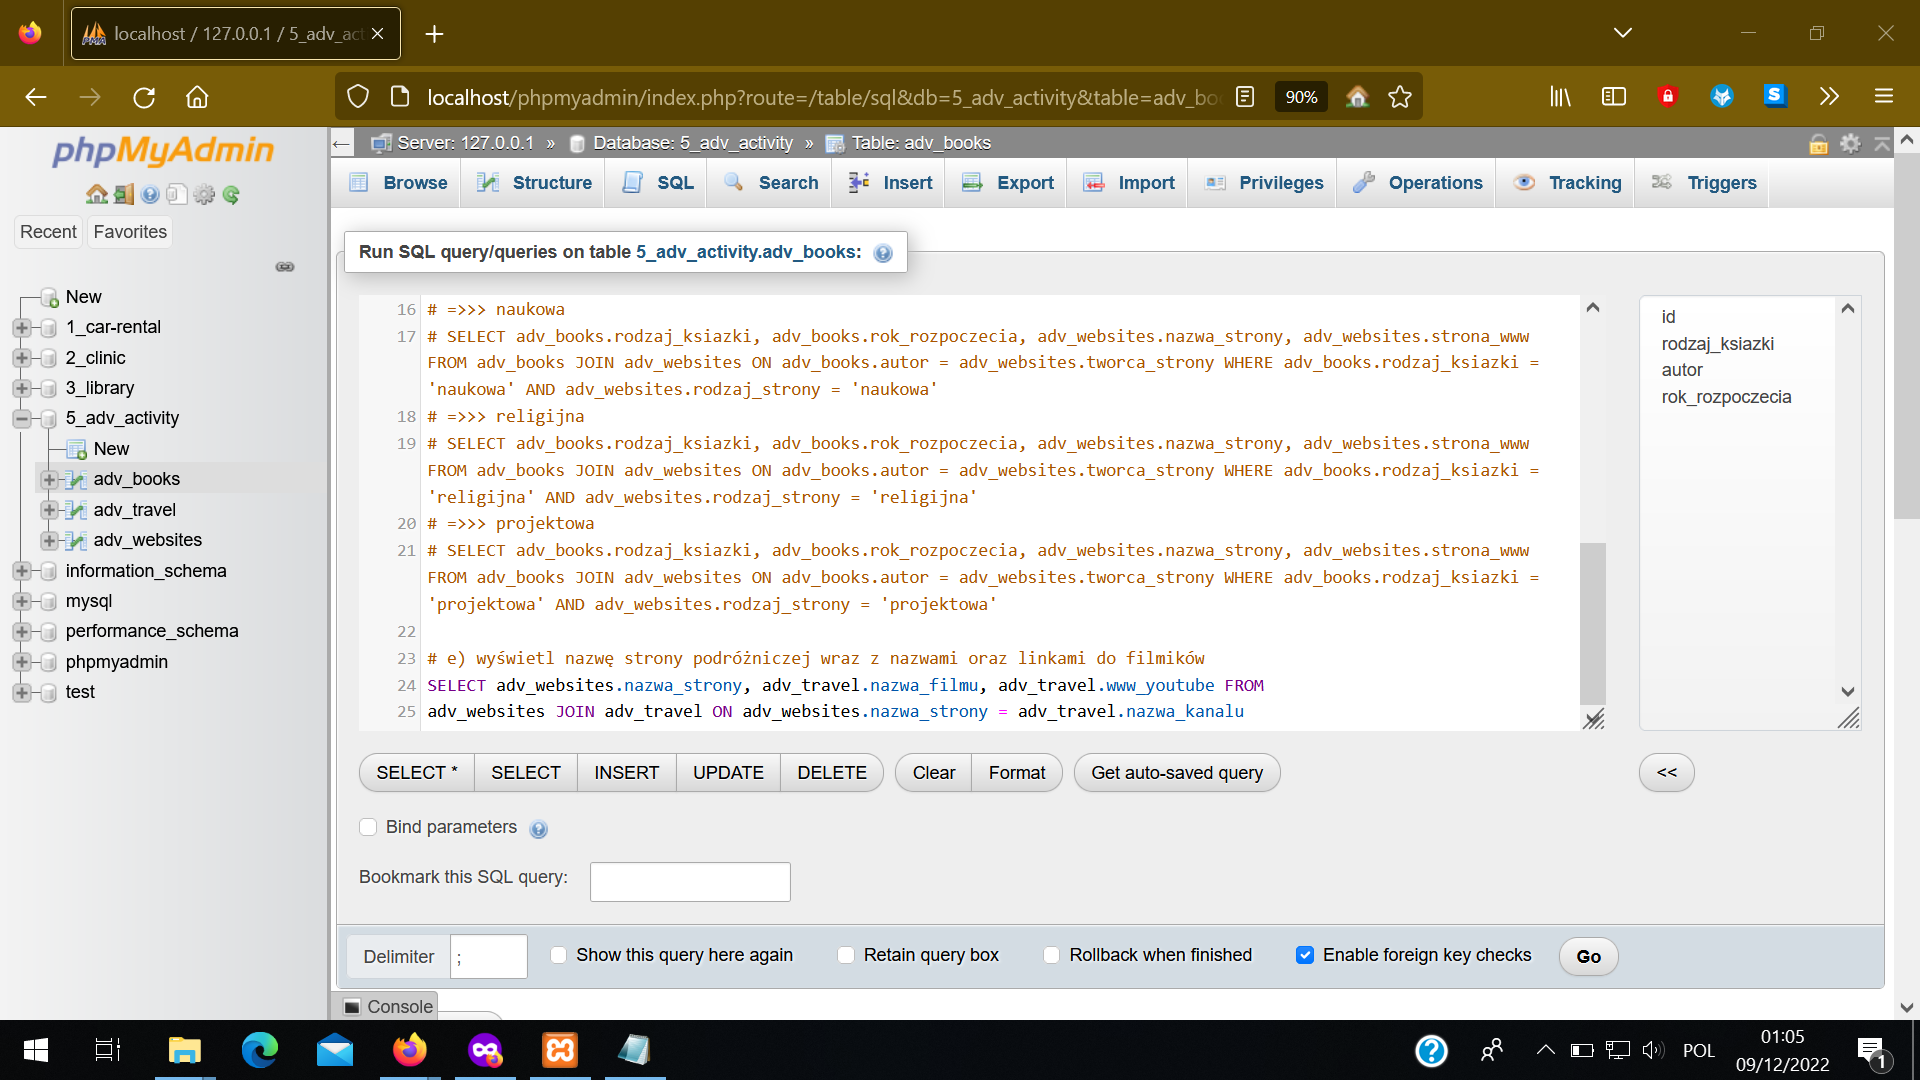 localhost / 127.0.0.1 / 5_adv_act
localhost/phpmyadmin/index.php?route=/table/sql&db=5_adv_activity&table=adv_bo
90%
phpMyAdmin
Recent
Favorites
New
1_car-rental
2_clinic
3_library
5_adv_activity
New
adv_books
adv_travel
adv_websites
information_schema
mysql
performance_schema
phpmyadmin
test
Server: 127.0.0.1 » Database: 5_adv_activity » Table: adv_books
Browse Structure SQL Search Insert Export Import Privileges Operations Tracking Triggers
Run SQL query/queries on table 5_adv_activity.adv_books:
16 # =>>> naukowa
17 # SELECT adv_books.rodzaj_ksiazki, adv_books.rok_rozpoczecia, adv_websites.nazwa_strony, adv_websites.strona_www
FROM adv_books JOIN adv_websites ON adv_books.autor = adv_websites.tworca_strony WHERE adv_books.rodzaj_ksiazki =
'naukowa' AND adv_websites.rodzaj_strony = 'naukowa'
18 # =>>> religijna
19 # SELECT adv_books.rodzaj_ksiazki, adv_books.rok_rozpoczecia, adv_websites.nazwa_strony, adv_websites.strona_www
FROM adv_books JOIN adv_websites ON adv_books.autor = adv_websites.tworca_strony WHERE adv_books.rodzaj_ksiazki =
'religijna' AND adv_websites.rodzaj_strony = 'religijna'
20 # =>>> projektowa
21 # SELECT adv_books.rodzaj_ksiazki, adv_books.rok_rozpoczecia, adv_websites.nazwa_strony, adv_websites.strona_www
FROM adv_books JOIN adv_websites ON adv_books.autor = adv_websites.tworca_strony WHERE adv_books.rodzaj_ksiazki =
'projektowa' AND adv_websites.rodzaj_strony = 'projektowa'
22
23 # e) wyświetl nazwę strony podróżniczej wraz z nazwami oraz linkami do filmików
24 SELECT adv_websites.nazwa_strony, adv_travel.nazwa_filmu, adv_travel.www_youtube FROM
25 adv_websites JOIN adv_travel ON adv_websites.nazwa_strony = adv_travel.nazwa_kanalu
id
rodzaj_ksiazki
autor
rok_rozpoczecia
SELECT * SELECT INSERT UPDATE DELETE Clear Format Get auto-saved query <<
Bind parameters
Bookmark this SQL query:
Delimiter ; Show this query here again Retain query box Rollback when finished Enable foreign key checks Go
Console
POL
01:05
09/12/2022
1